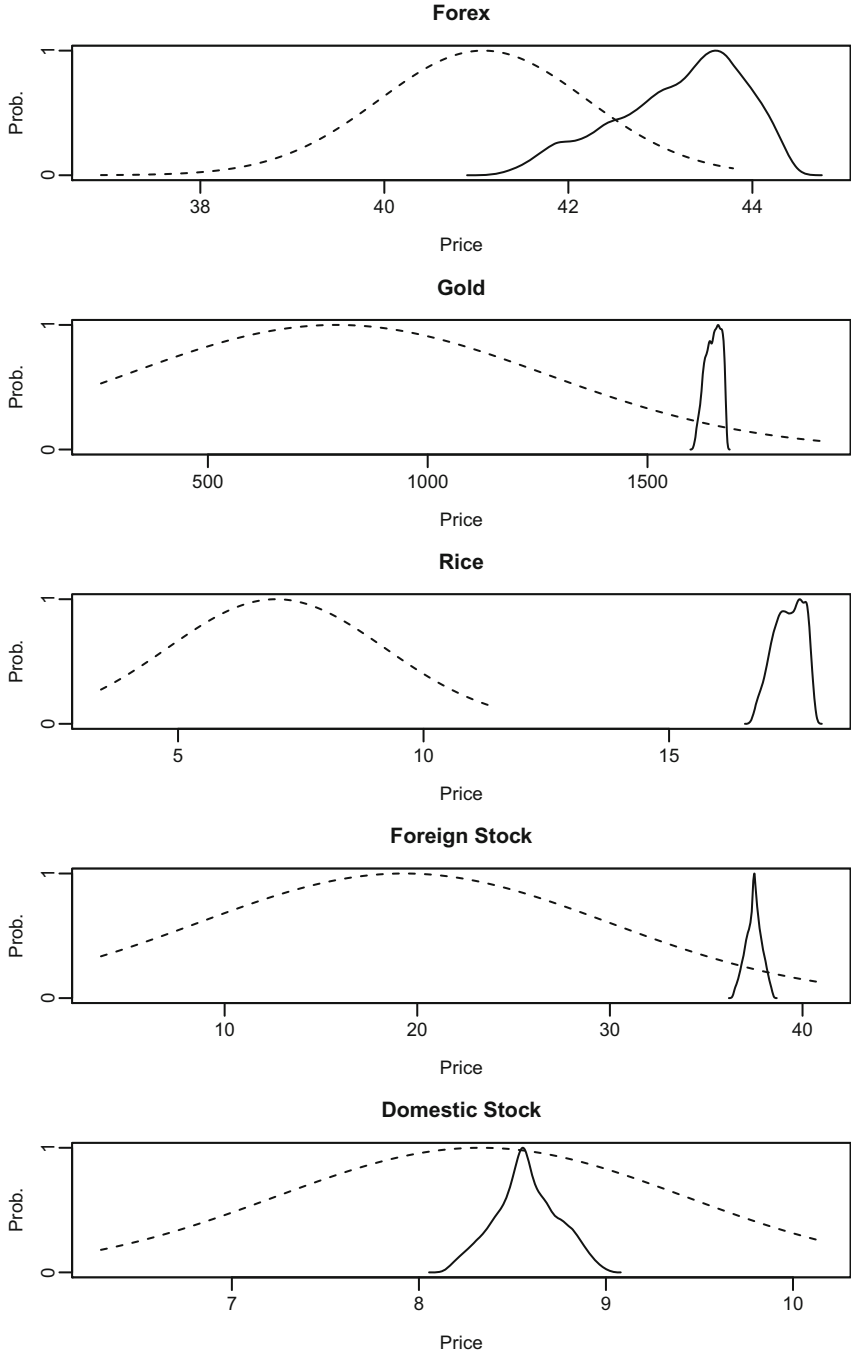 Forex
Prob.
1
0
38 40 42 44
Price
Gold
Prob.
1
0
500 1000 1500
Price
Rice
Prob.
1
0
5 10 15
Price
Foreign Stock
Prob.
1
0
10 20 30 40
Price
Domestic Stock
Prob.
1
0
7 8 9 10
Price